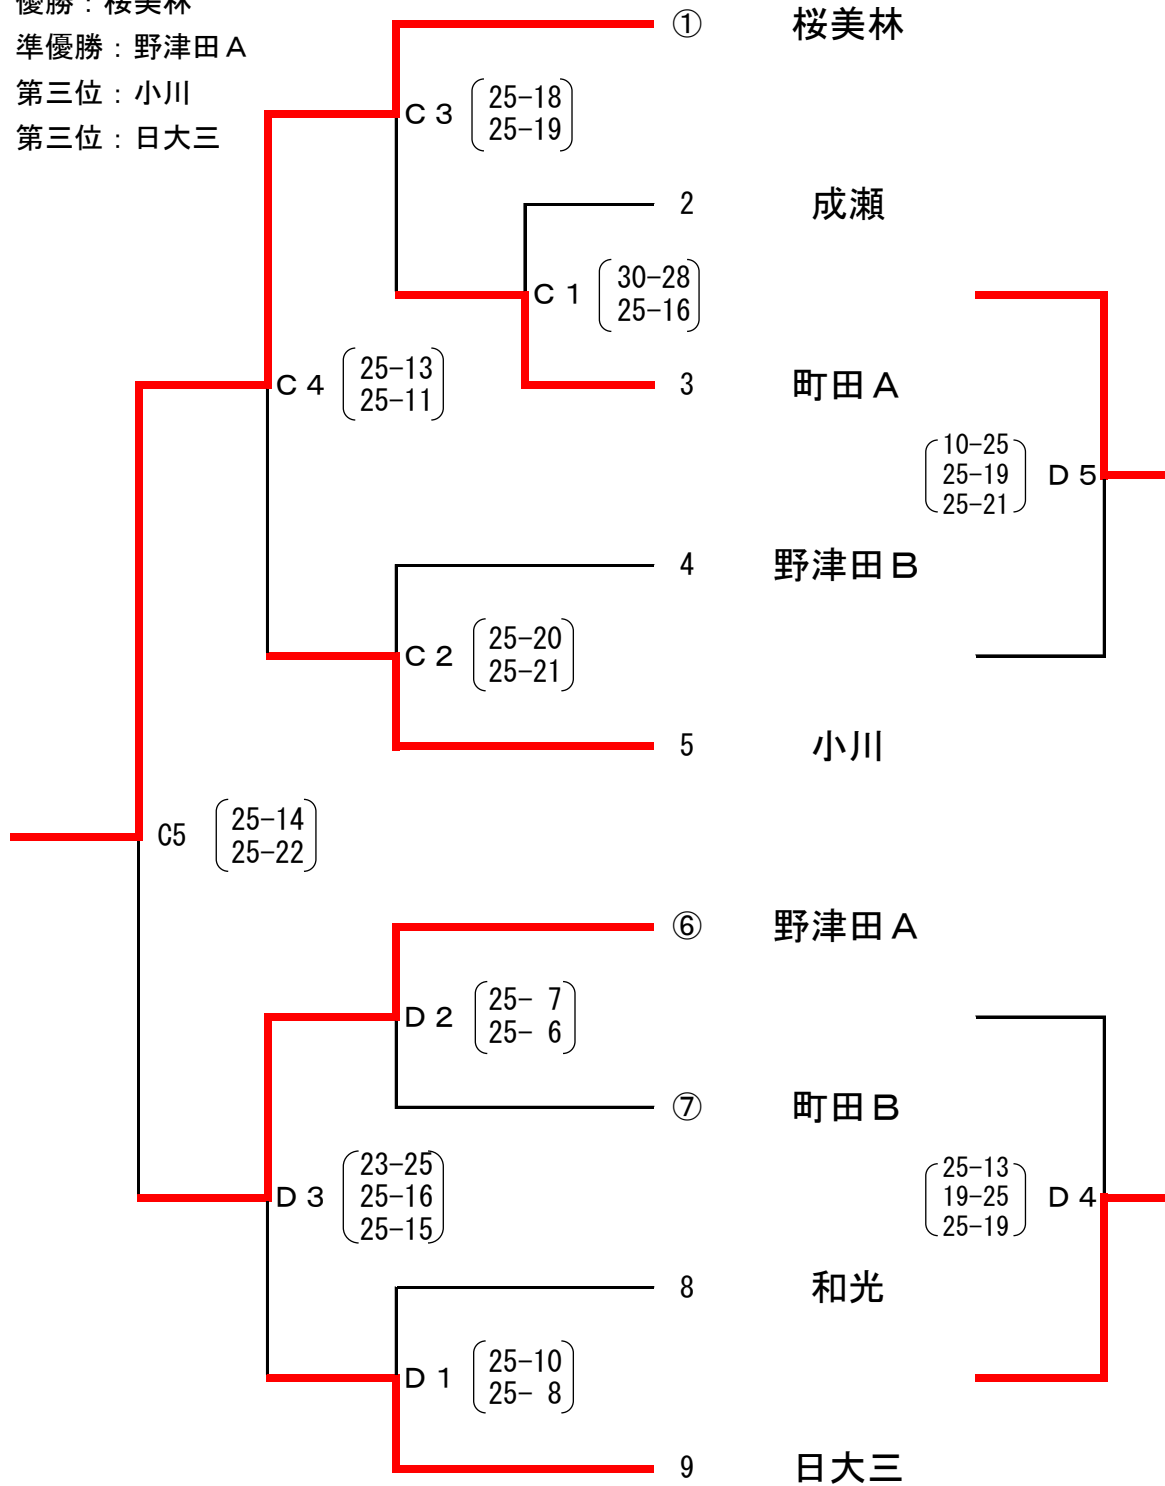 優勝：桜美林
準優勝：野津田Ａ
第三位：小川
第三位：日大三
① 桜美林
Ｃ３ 25-18
25-19
2 成瀬
Ｃ１ 30-28
25-16
3 町田Ａ
Ｃ４ 25-13
25-11
10-25
25-19
25-21
Ｄ５
4 野津田Ｂ
Ｃ２ 25-20
25-21
5 小川
C5 25-14
25-22
⑥ 野津田Ａ
Ｄ２ 25- 7
25- 6
⑦ 町田Ｂ
Ｄ３ 23-25
25-16
25-15
25-13
19-25
25-19
Ｄ４
8 和光
Ｄ１ 25-10
25- 8
9 日大三